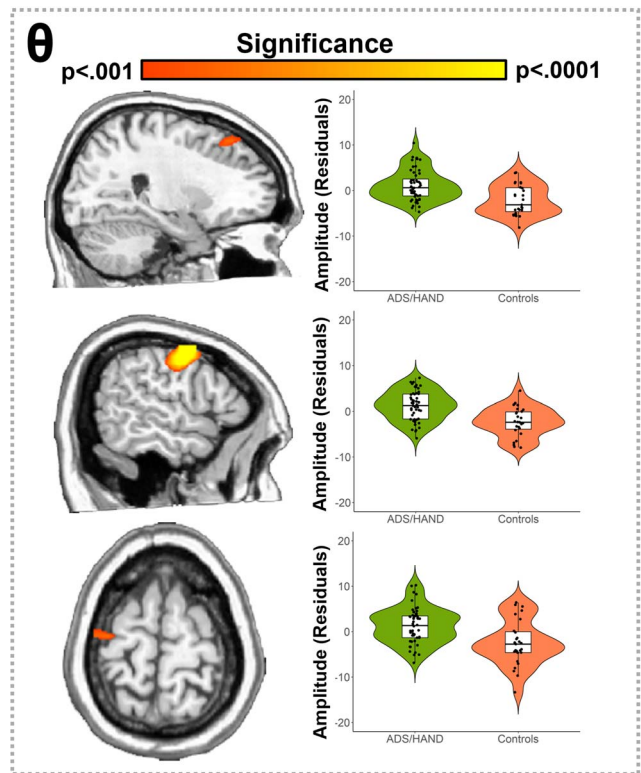 θ
Significance
p<.001
p<.0001
Amplitude (Residuals)
20
10
0
-10
-20
ADS/HAND Controls
Amplitude (Residuals)
20
10
0
-10
-20
ADS/HAND Controls
Amplitude (Residuals)
20
10
0
-10
-20
ADS/HAND Controls